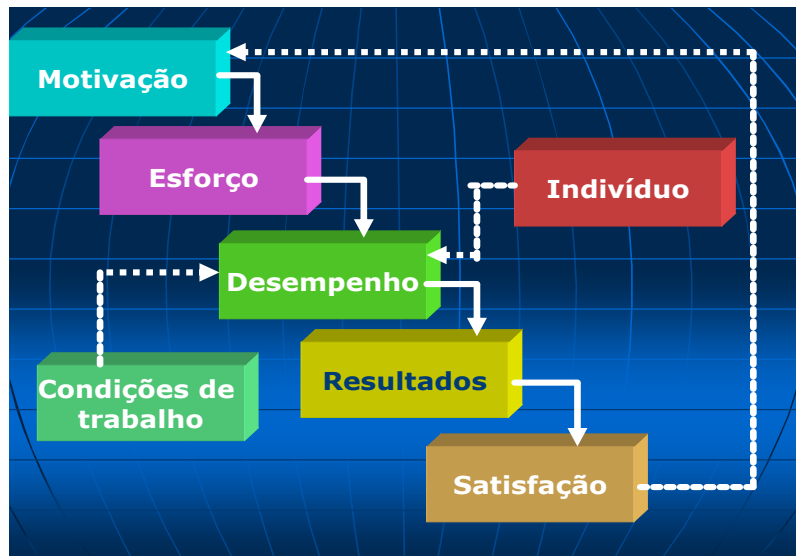 Motivação
Esforço
Indivíduo
Desempenho
Resultados
Condições de
trabalho
Satisfação